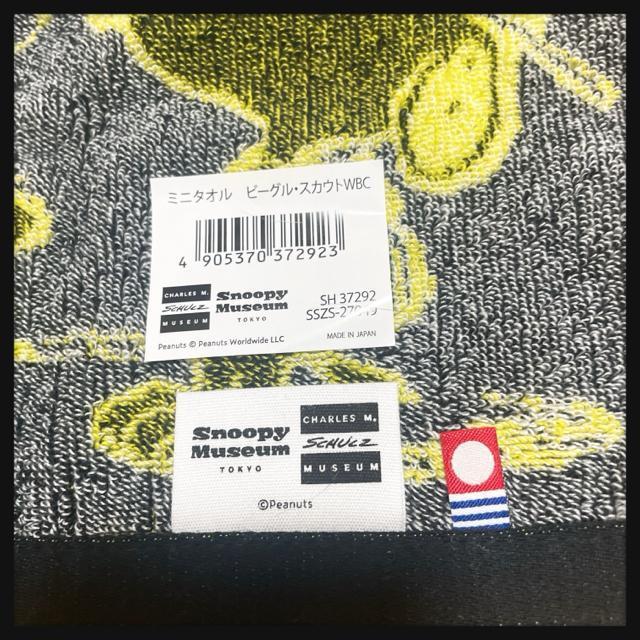 ミニタオル ビーグル・スカウトWBC
4 905370 372923
CHARLES M.
SCHULZ
MUSEUM
Snoopy
Museum
TOKYO
SH 37292
Peanuts © Peanuts Worldwide LLC
MADE IN JAPAN
Snoopy
Museum
TOKYO
CHARLES M.
SCHULZ
MUSEUM
©Peanuts